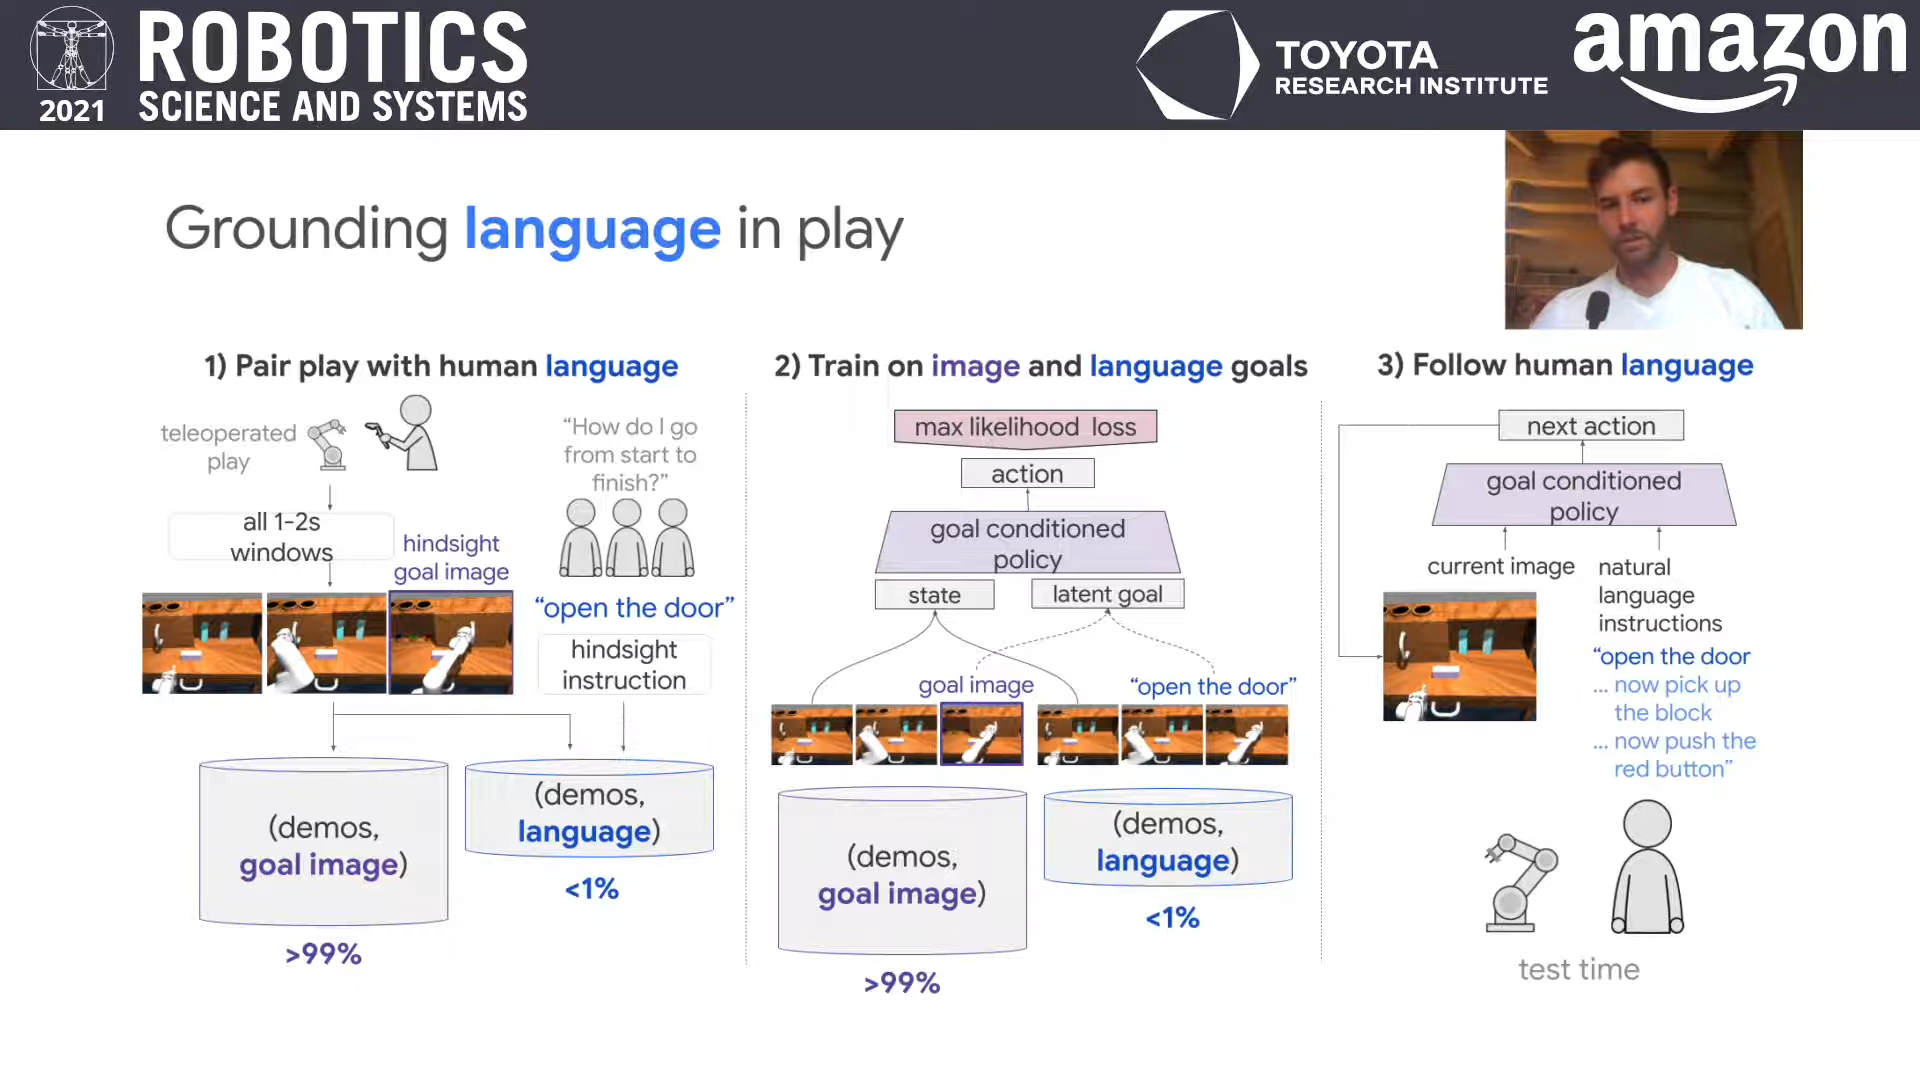 2021
ROBOTICS
SCIENCE AND SYSTEMS
TOYOTA
RESEARCH INSTITUTE
amazon
Grounding language in play
1) Pair play with human language
teleoperated
play
"How do I go
from start to
finish?"
all 1-2s
windows
hindsight
goal image
"open the door"
hindsight
instruction
(demos,
goal image)
>99%
(demos,
language)
<1%
2) Train on image and language goals
max likelihood loss
action
goal conditioned
policy
state
latent goal
goal image
"open the door"
(demos,
goal image)
>99%
(demos,
language)
<1%
3) Follow human language
next action
goal conditioned
policy
current image
natural
language
instructions
"open the door
... now pick up
the block
... now push the
red button"
test time